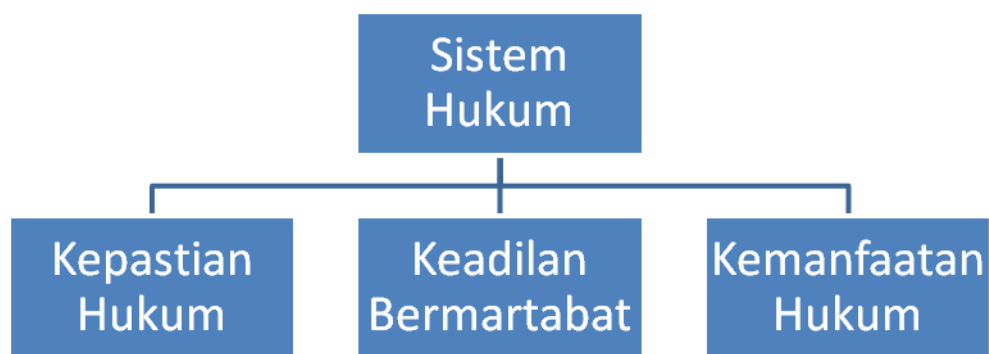 Sistem
Hukum
Kepastian
Hukum
Keadilan
Bermartabat
Kemanfaatan
Hukum